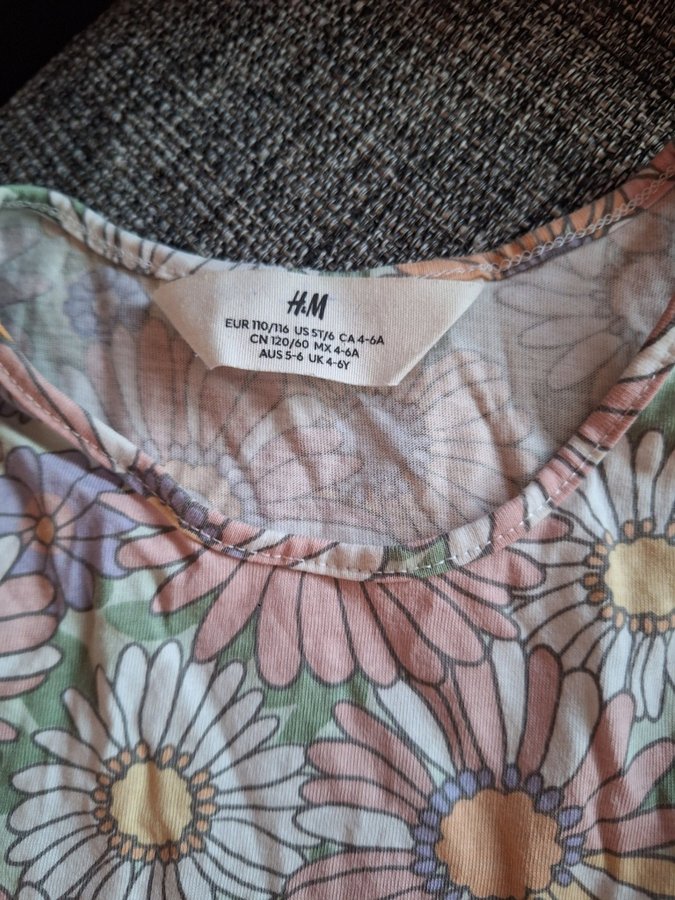 H&M
EUR 110/116 US 5T/6 CA 4-6A
CN 120/60 MX 4-6A
AUS 5-6 UK 4-6Y